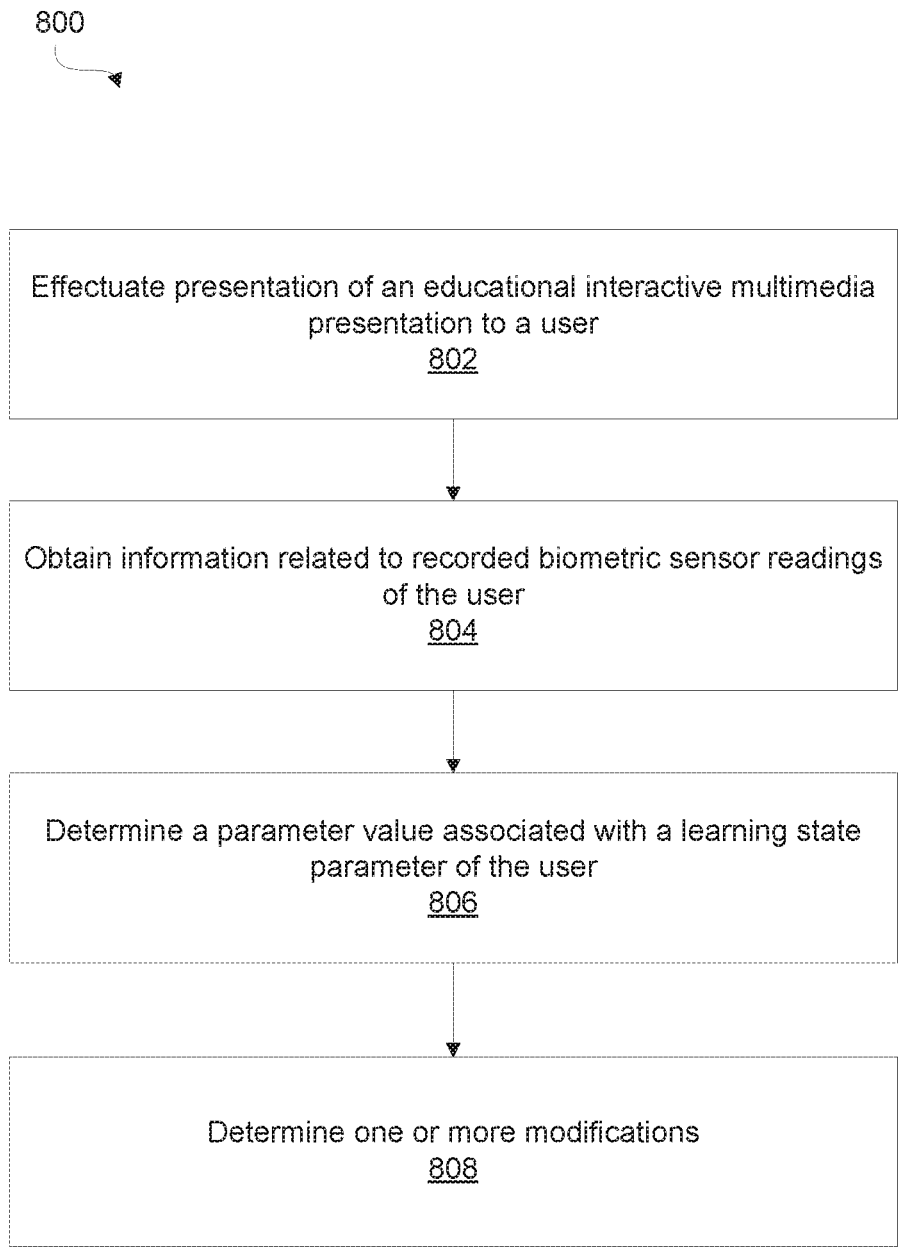 800
Effectuate presentation of an educational interactive multimedia
presentation to a user
802
Obtain information related to recorded biometric sensor readings
of the user
804
Determine a parameter value associated with a learning state
parameter of the user
806
Determine one or more modifications
808